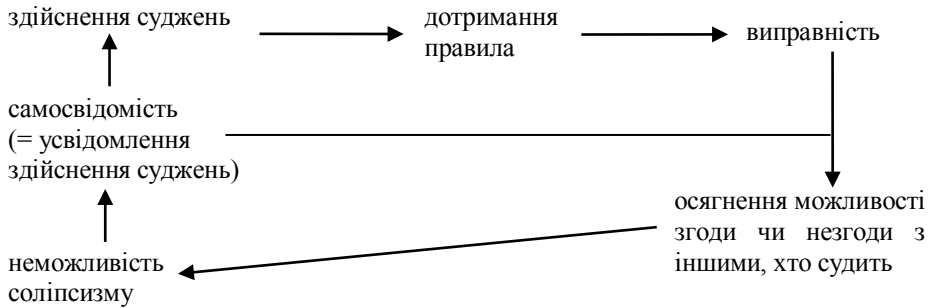 здійснення суджень
дотримання
правила
виправність
самосвідомість
(= усвідомлення
здійснення суджень)
осягнення можливості
згоди чи незгоди з
іншими, хто судить
неможливість
соліпсизму